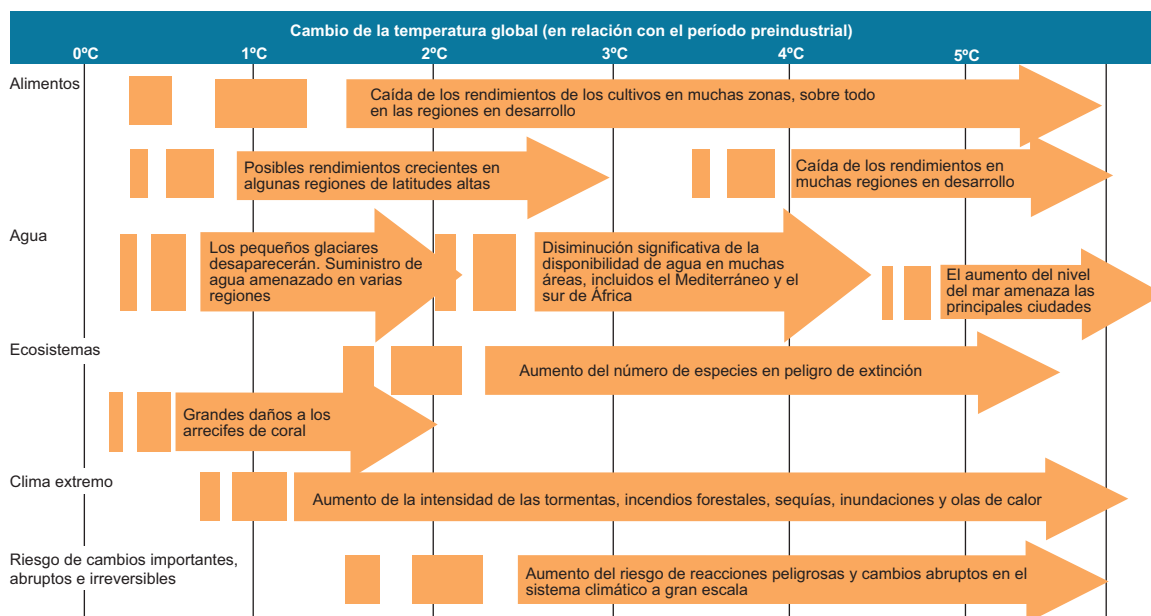 Cambio de la temperatura global (en relación con el período preindustrial)
0ºC 1ºC 2ºC 3ºC 4ºC 5ºC
Alimentos
Caída de los rendimientos de los cultivos en muchas zonas, sobre todo
en las regiones en desarrollo
Posibles rendimientos crecientes en
algunas regiones de latitudes altas
Caída de los rendimientos en
muchas regiones en desarrollo
Agua
Los pequeños glaciares
desaparecerán. Suministro de
agua amenazado en varias
regiones
Disiminución significativa de la
disponibilidad de agua en muchas
áreas, incluidos el Mediterráneo y el
sur de África
El aumento del nivel
del mar amenaza las
principales ciudades
Ecosistemas
Aumento del número de especies en peligro de extinción
Grandes daños a los
arrecifes de coral
Clima extremo
Aumento de la intensidad de las tormentas, incendios forestales, sequías, inundaciones y olas de calor
Riesgo de cambios importantes,
abruptos e irreversibles
Aumento del riesgo de reacciones peligrosas y cambios abruptos en el
sistema climático a gran escala